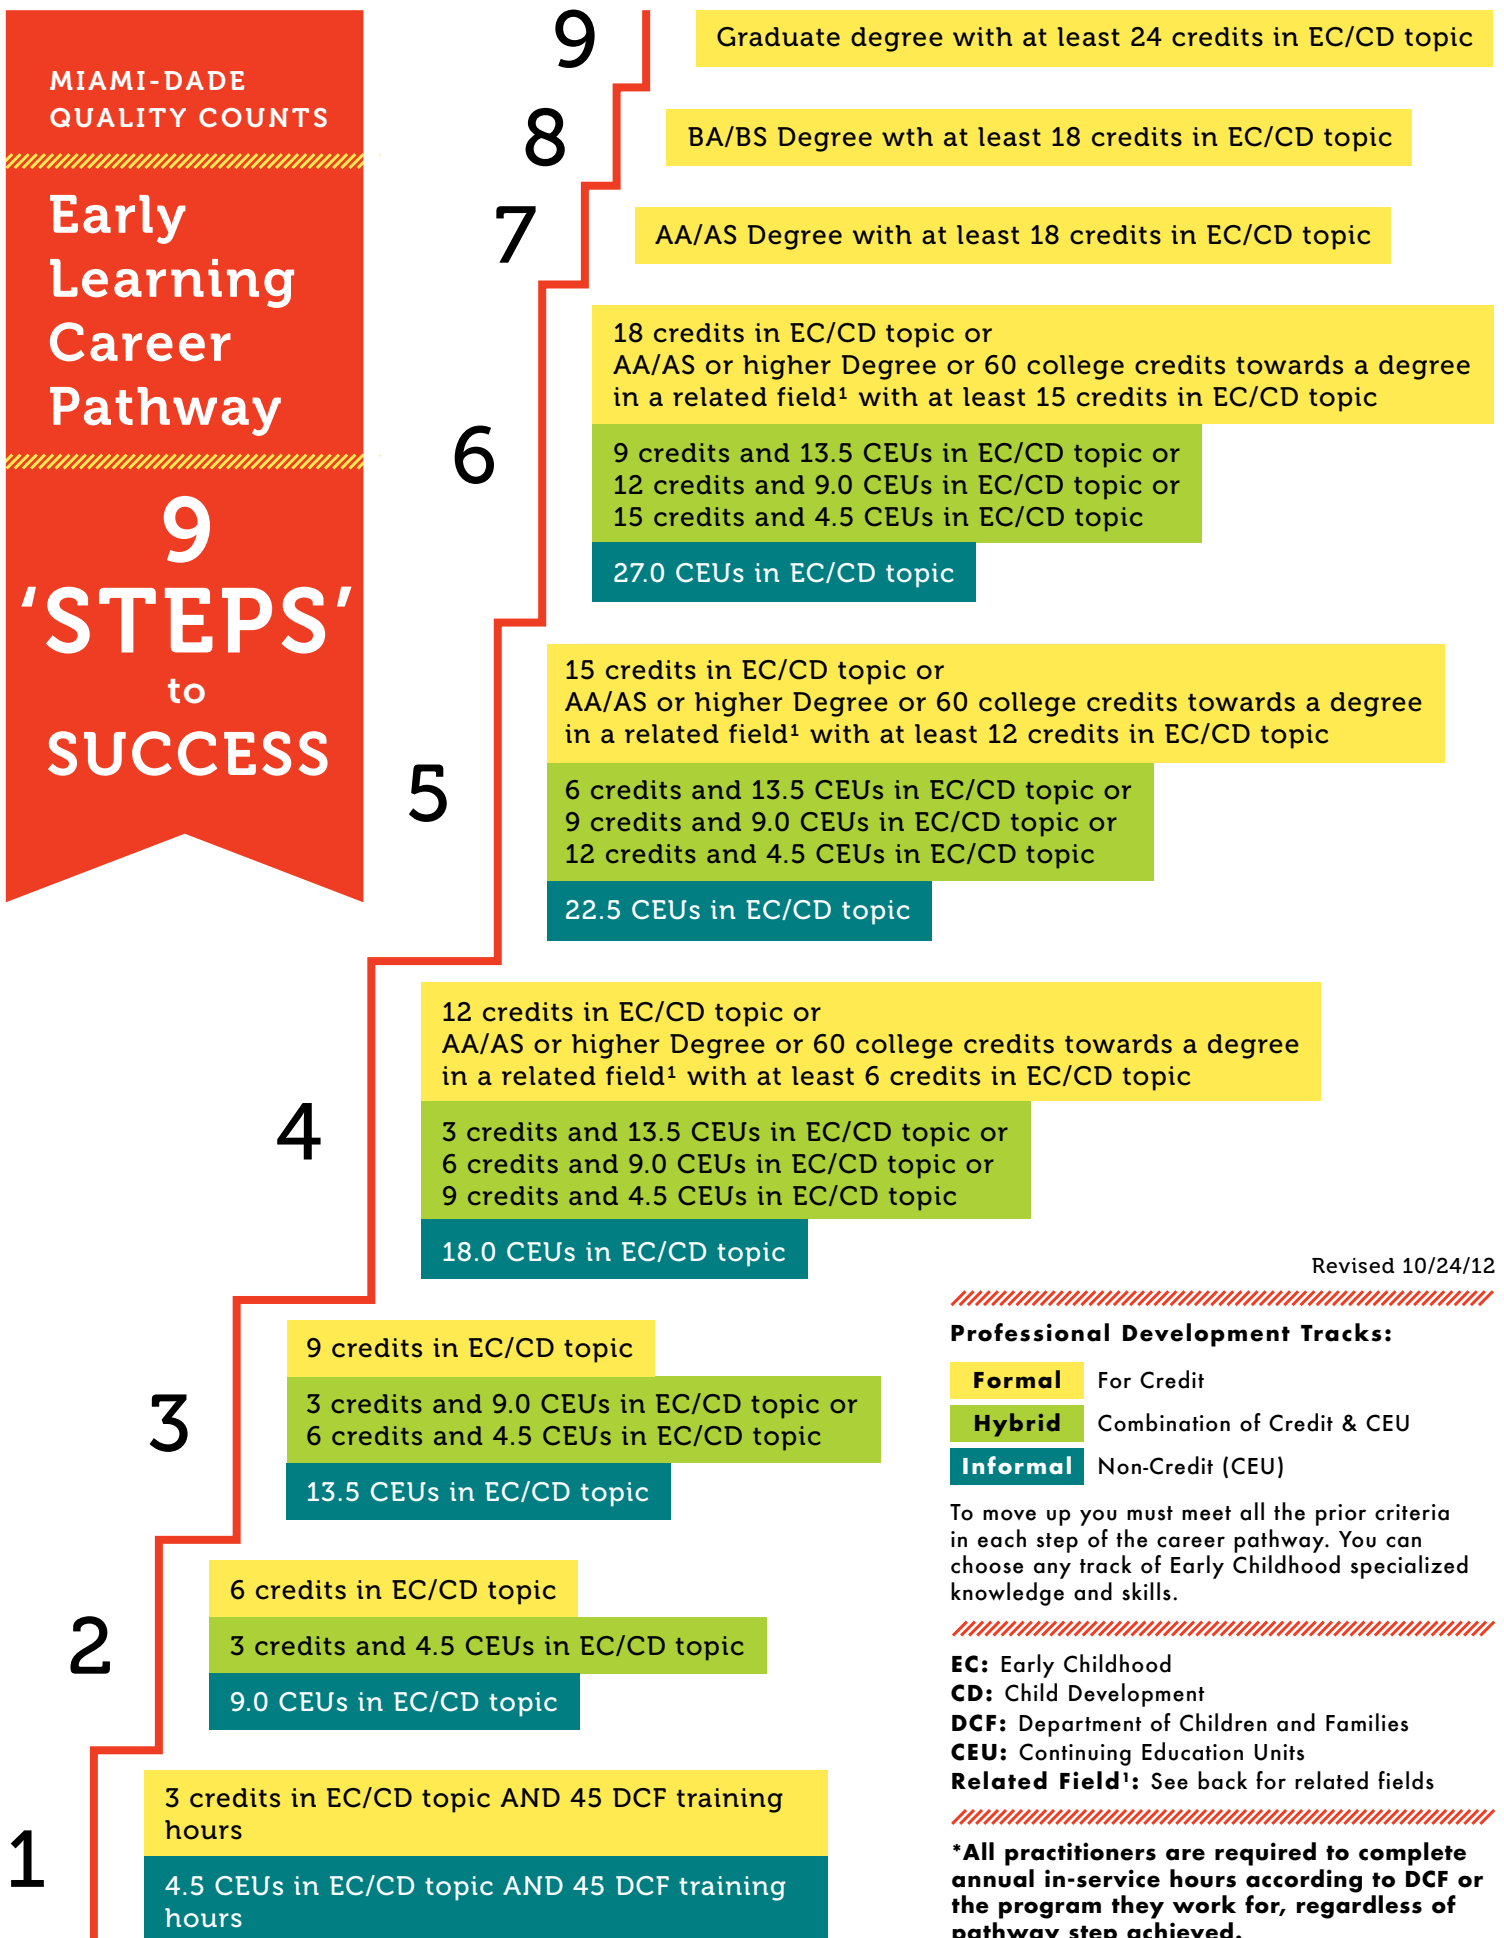 MIAMI-DADE
QUALITY COUNTS
Early
Learning
Career
Pathway
9
'STEPS'
to
SUCCESS
9
Graduate degree with at least 24 credits in EC/CD topic
8
BA/BS Degree wth at least 18 credits in EC/CD topic
7
AA/AS Degree with at least 18 credits in EC/CD topic
6
18 credits in EC/CD topic or
AA/AS or higher Degree or 60 college credits towards a degree
in a related field¹ with at least 15 credits in EC/CD topic
9 credits and 13.5 CEUs in EC/CD topic or
12 credits and 9.0 CEUs in EC/CD topic or
15 credits and 4.5 CEUs in EC/CD topic
27.0 CEUs in EC/CD topic
5
15 credits in EC/CD topic or
AA/AS or higher Degree or 60 college credits towards a degree
in a related field¹ with at least 12 credits in EC/CD topic
6 credits and 13.5 CEUs in EC/CD topic or
9 credits and 9.0 CEUs in EC/CD topic or
12 credits and 4.5 CEUs in EC/CD topic
22.5 CEUs in EC/CD topic
4
12 credits in EC/CD topic or
AA/AS or higher Degree or 60 college credits towards a degree
in a related field¹ with at least 6 credits in EC/CD topic
3 credits and 13.5 CEUs in EC/CD topic or
6 credits and 9.0 CEUs in EC/CD topic or
9 credits and 4.5 CEUs in EC/CD topic
18.0 CEUs in EC/CD topic
3
9 credits in EC/CD topic
3 credits and 9.0 CEUs in EC/CD topic or
6 credits and 4.5 CEUs in EC/CD topic
13.5 CEUs in EC/CD topic
2
6 credits in EC/CD topic
3 credits and 4.5 CEUs in EC/CD topic
9.0 CEUs in EC/CD topic
1
3 credits in EC/CD topic AND 45 DCF training
hours
4.5 CEUs in EC/CD topic AND 45 DCF training
hours
Revised 10/24/12
Professional Development Tracks:
Formal For Credit
Hybrid Combination of Credit & CEU
Informal Non-Credit (CEU)
To move up you must meet all the prior criteria
in each step of the career pathway. You can
choose any track of Early Childhood specialized
knowledge and skills.
EC: Early Childhood
CD: Child Development
DCF: Department of Children and Families
CEU: Continuing Education Units
Related Field¹: See back for related fields
*All practitioners are required to complete
annual in-service hours according to DCF or
the program they work for, regardless of
pathway step achieved.